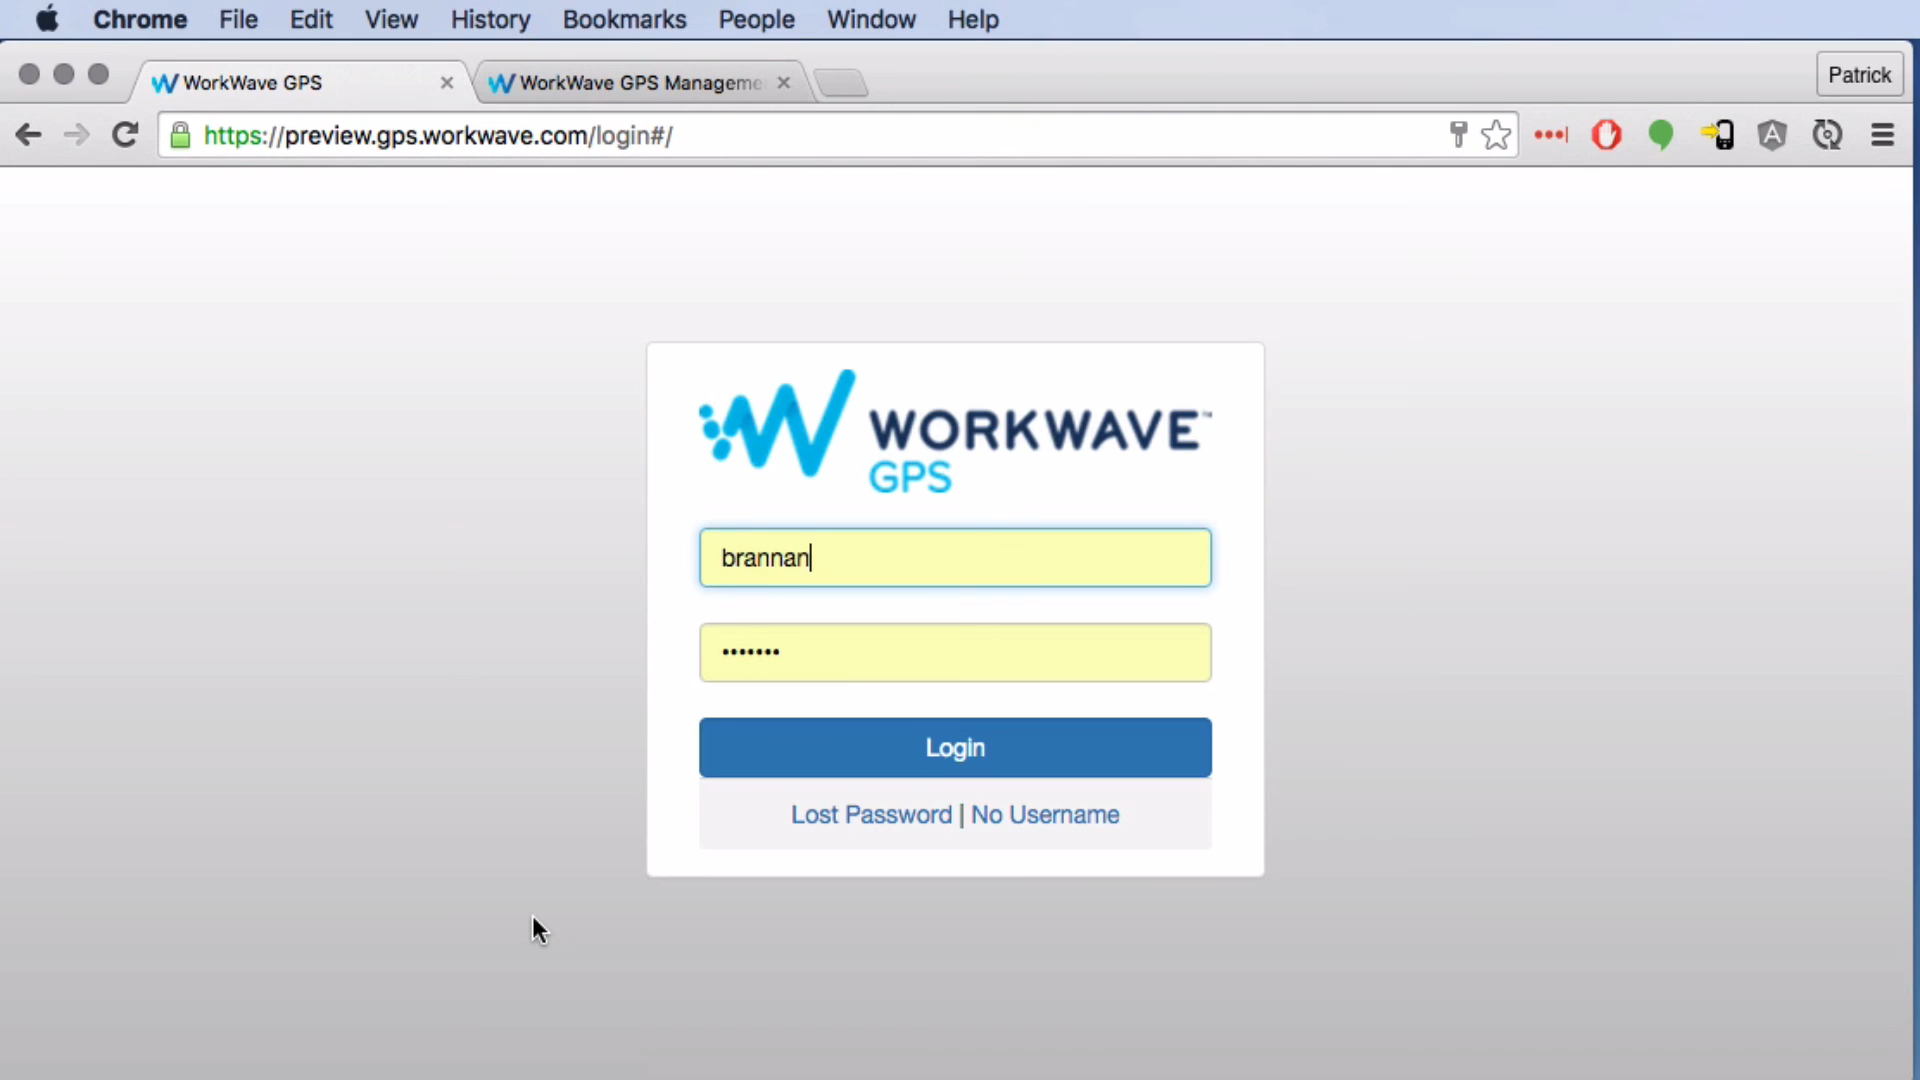 Chrome File Edit View History Bookmarks People Window Help
WorkWave GPS
WorkWave GPS Manageme
Patrick
https://preview.gps.workwave.com/login#/
WORKWAVE™
GPS
brannan
•••••••
Login
Lost Password | No Username